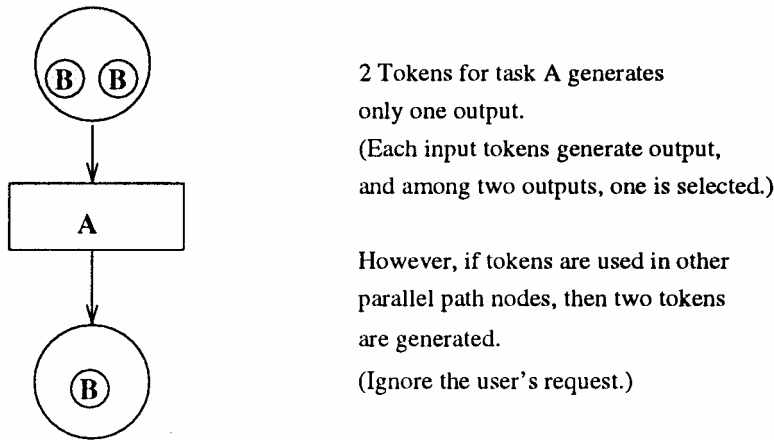 B B
A
B
2 Tokens for task A generates
only one output.
(Each input tokens generate output,
and among two outputs, one is selected.)
However, if tokens are used in other
parallel path nodes, then two tokens
are generated.
(Ignore the user's request.)